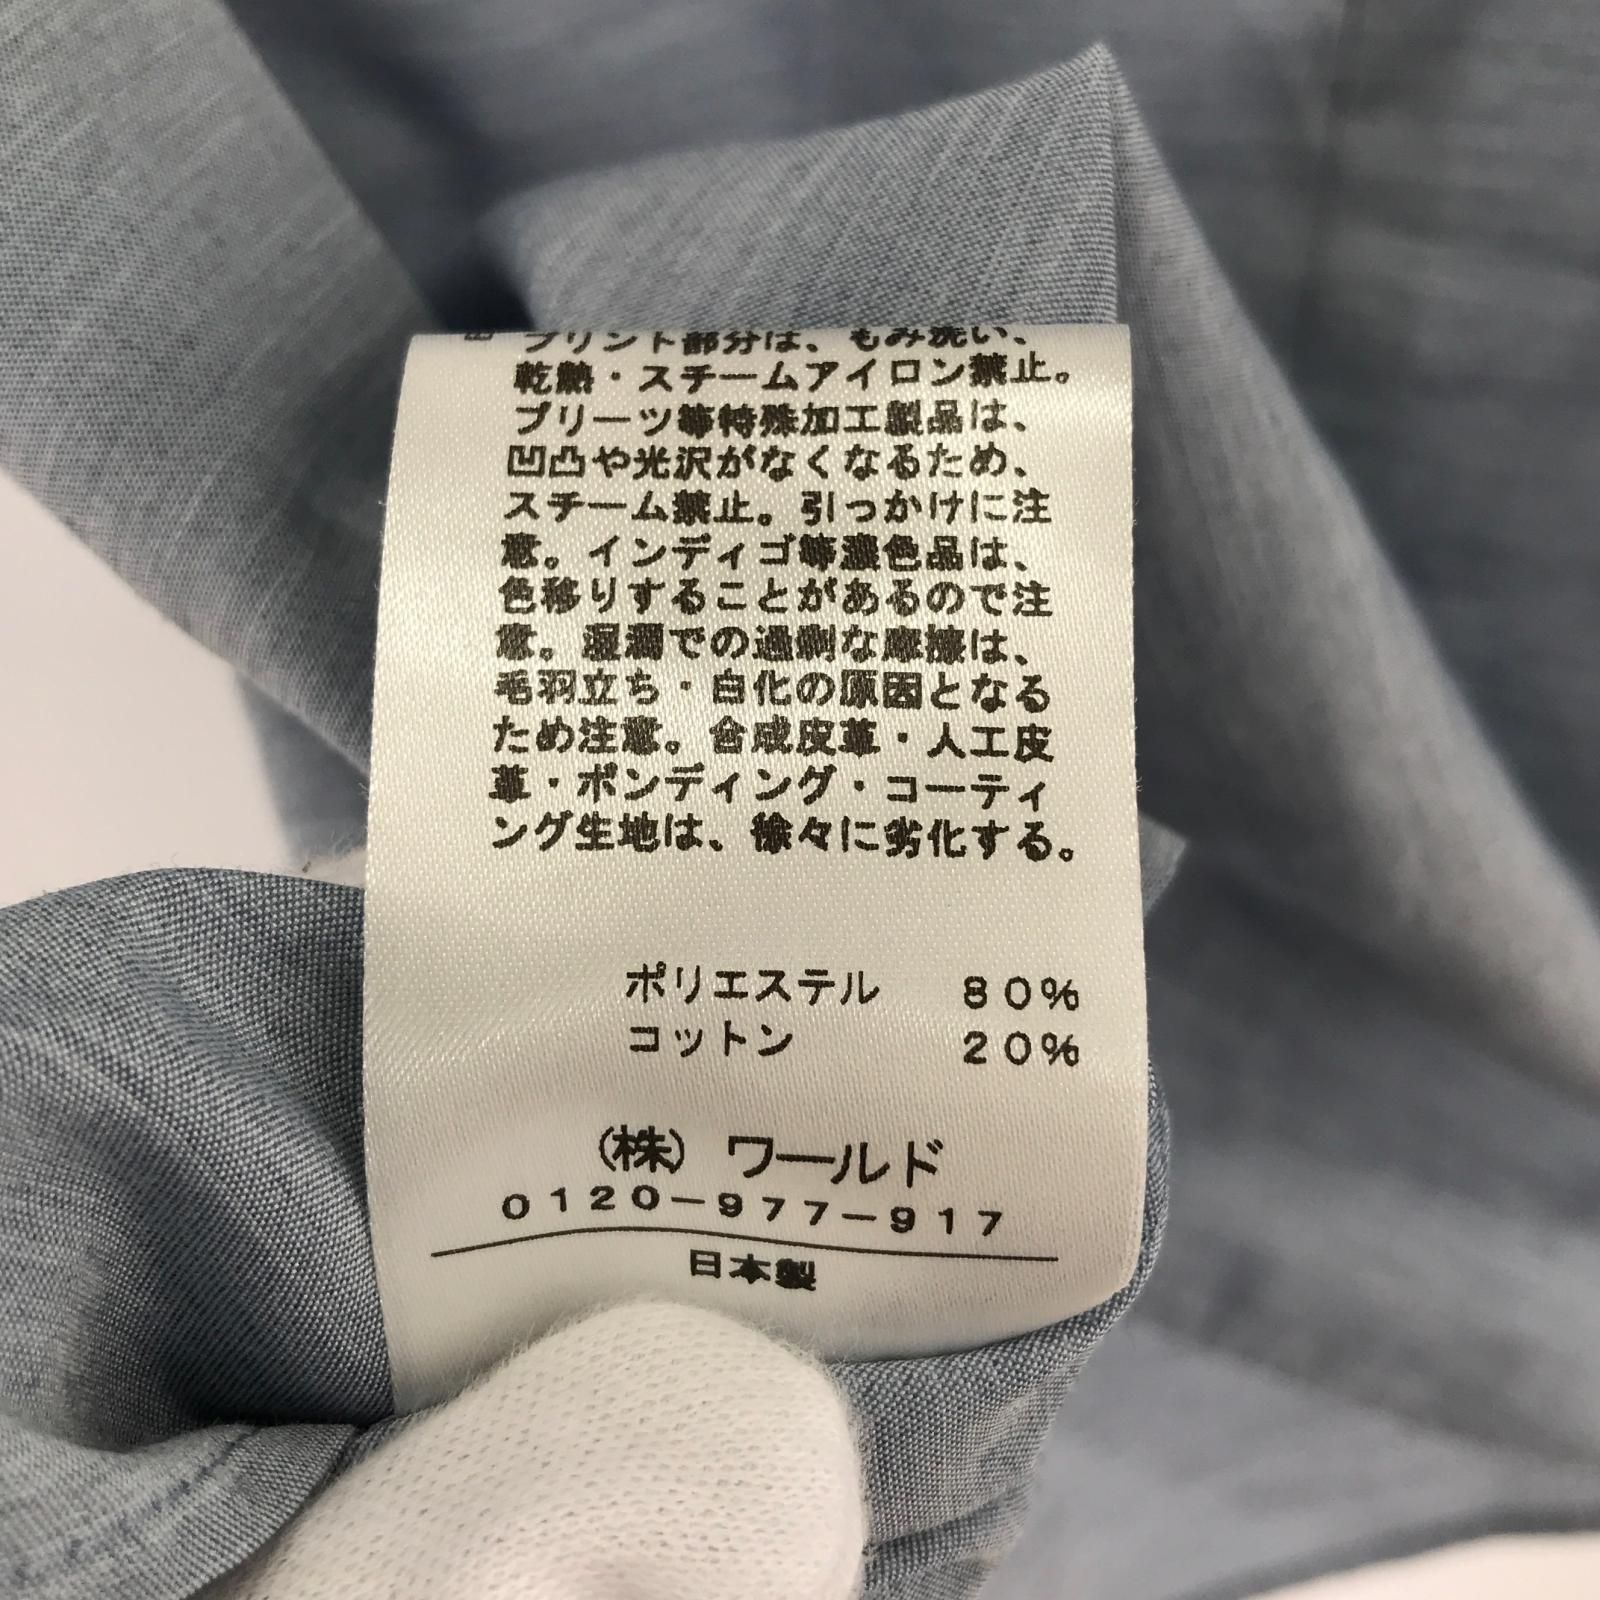 プリント部分は、もみ洗い、
乾熱・スチームアイロン禁止。
プリーツ等特殊加工製品は、
凹凸や光沢がなくなるため、
スチーム禁止。引っかけに注
意。インディゴ等濃色品は、
色移りすることがあるので注
意。湿潤での過剰な摩擦は、
毛羽立ち・白化の原因となる
ため注意。合成皮革・人工皮
革・ボンディング・コーティ
ング生地は、徐々に劣化する。
ポリエステル 80%
コットン 20%
(株) ワールド
0120-977-917
日本製